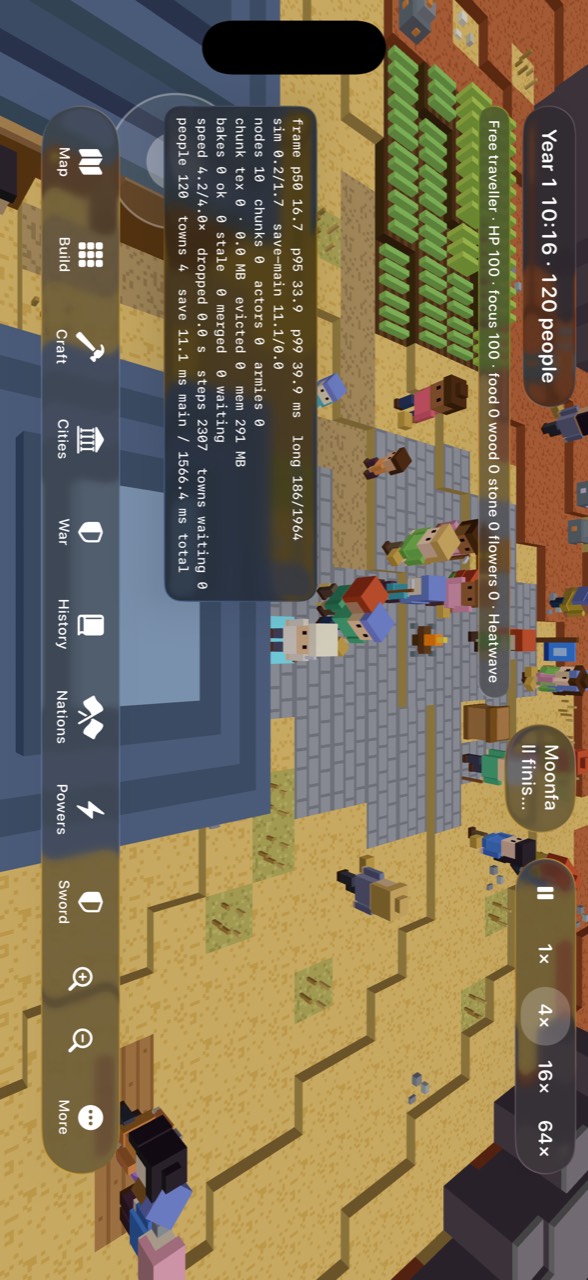 Year 1 10:16 · 120 people
Moonfa
ll finis...
1×
4×
16×
64×
Free traveller · HP 100 · focus 100 · food 0 wood 0 stone 0 flowers 0 · Heatwave
frame p50 16.7 p95 33.9 p99 39.9 ms long 186/1964
sim 0.2/1.7 save-main 11.1/0.0
nodes 10 chunks 0 actors 0 armies 0
chunk tex 0 · 0.0 MB evicted 0 mem 291 MB
bakes 0 ok 0 stale 0 merged 0 waiting
speed 4.2/4.0× dropped 0.0 s steps 2307 towns waiting 0
people 120 towns 4 save 11.1 ms main / 1566.4 ms total
Map
Build
Craft
Cities
War
History
Nations
Powers
Sword
More